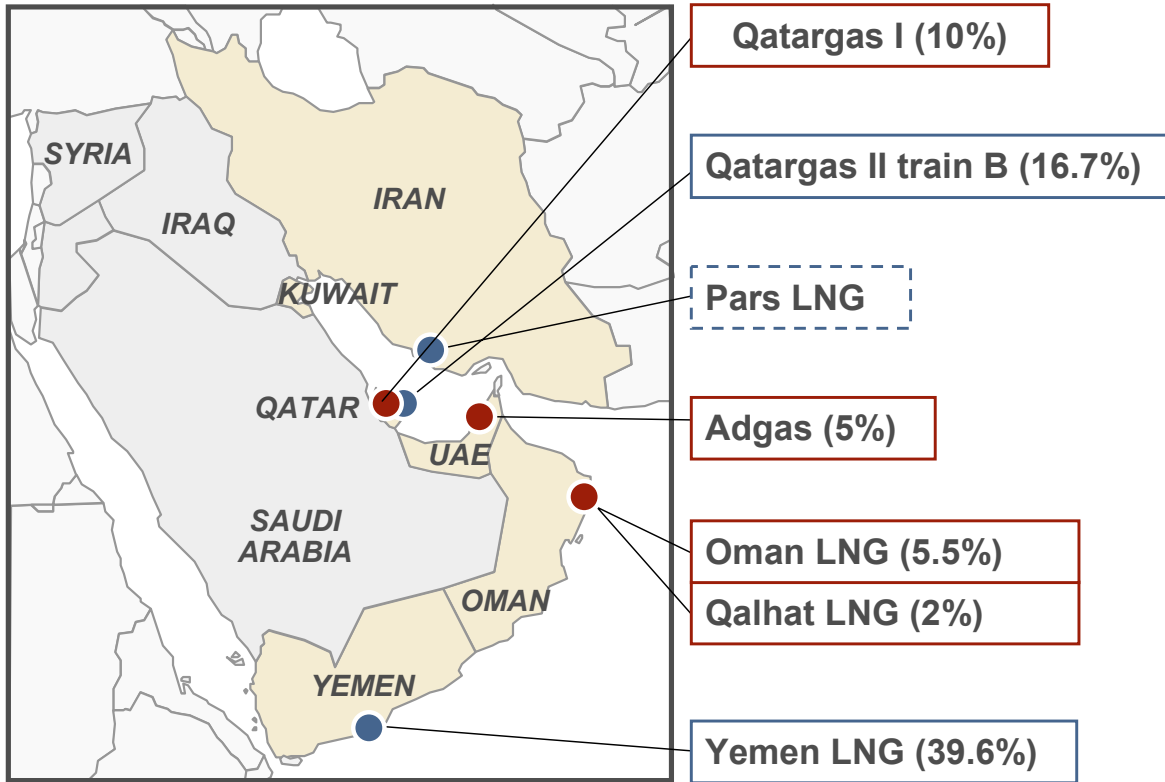 Qatargas I (10%)
Qatargas II train B (16.7%)
Pars LNG
Adgas (5%)
Oman LNG (5.5%)
Qalhat LNG (2%)
Yemen LNG (39.6%)
SYRIA
IRAQ
IRAN
KUWAIT
QATAR
UAE
SAUDI
ARABIA
OMAN
YEMEN